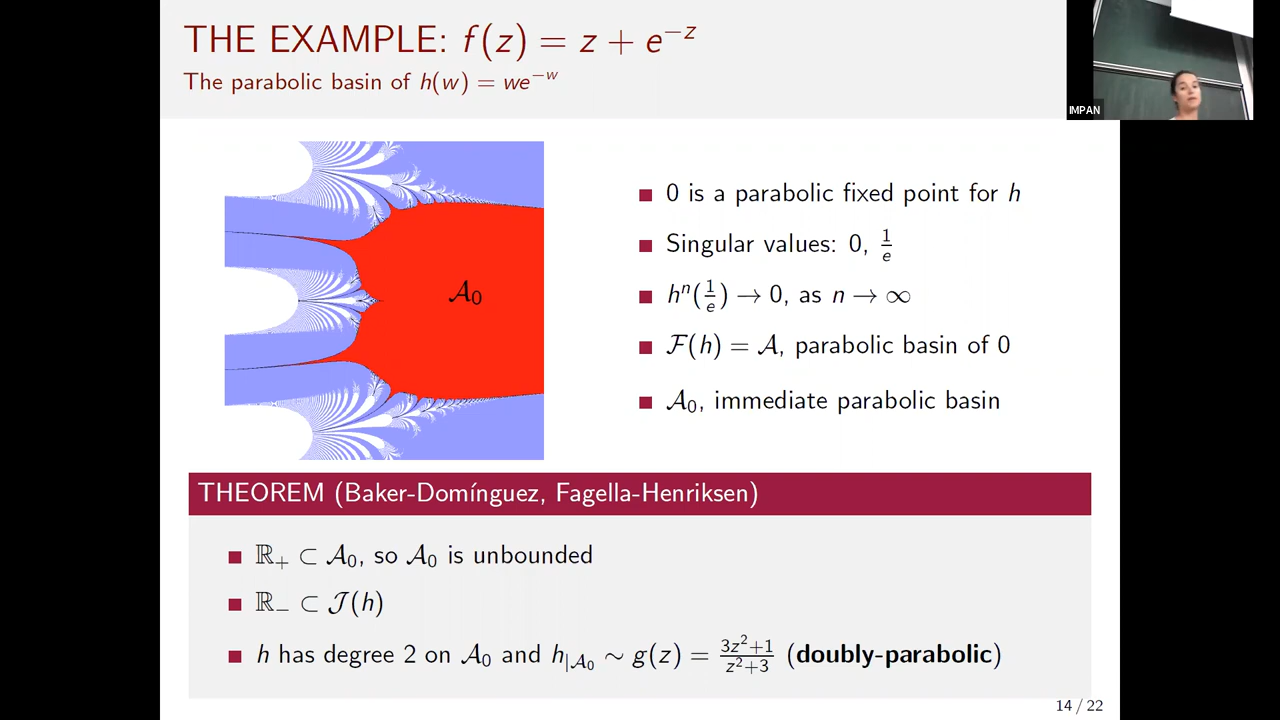 THE EXAMPLE: f(z) = z + e^{−z}
The parabolic basin of h(w) = we^{−w}
IMPAN
A₀
■ 0 is a parabolic fixed point for h
■ Singular values: 0, 1/e
■ hⁿ(1/e) → 0, as n → ∞
■ F(h) = A, parabolic basin of 0
■ A₀, immediate parabolic basin
THEOREM (Baker-Domínguez, Fagella-Henriksen)
■ ℝ₊ ⊂ A₀, so A₀ is unbounded
■ ℝ₋ ⊂ J(h)
■ h has degree 2 on A₀ and h_{|A₀} ∼ g(z) = (3z²+1)/(z²+3) (doubly-parabolic)
14 / 22